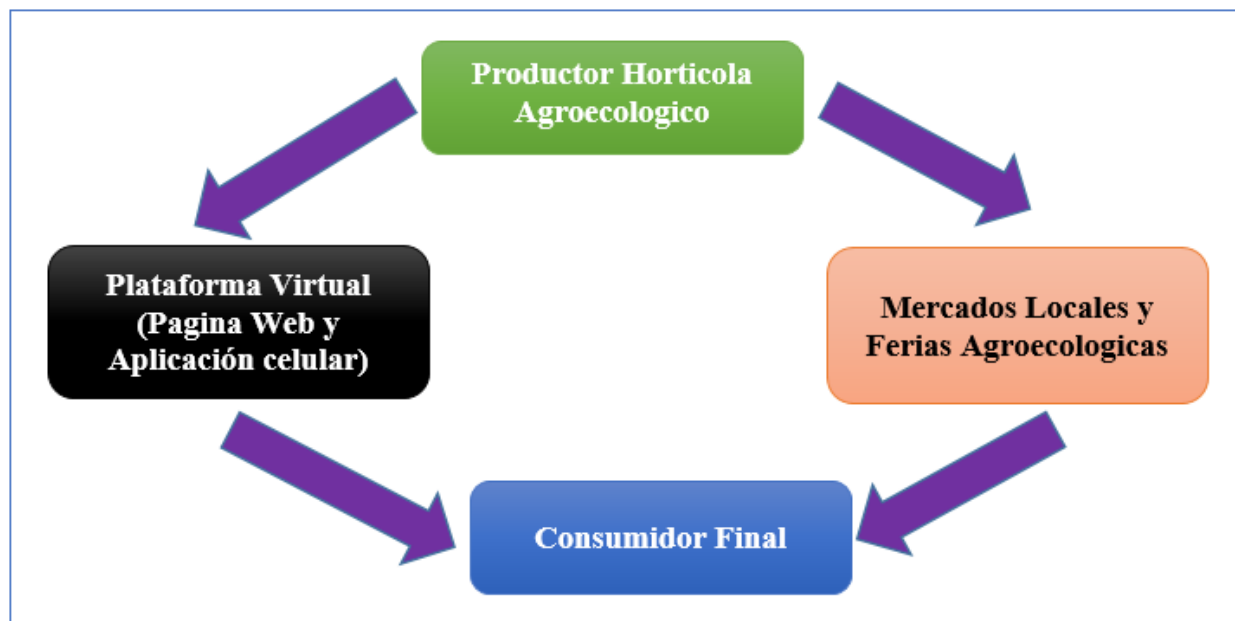 Productor Horticola
Agroecologico
Plataforma Virtual
(Pagina Web y
Aplicación celular)
Mercados Locales y
Ferias Agroecologicas
Consumidor Final